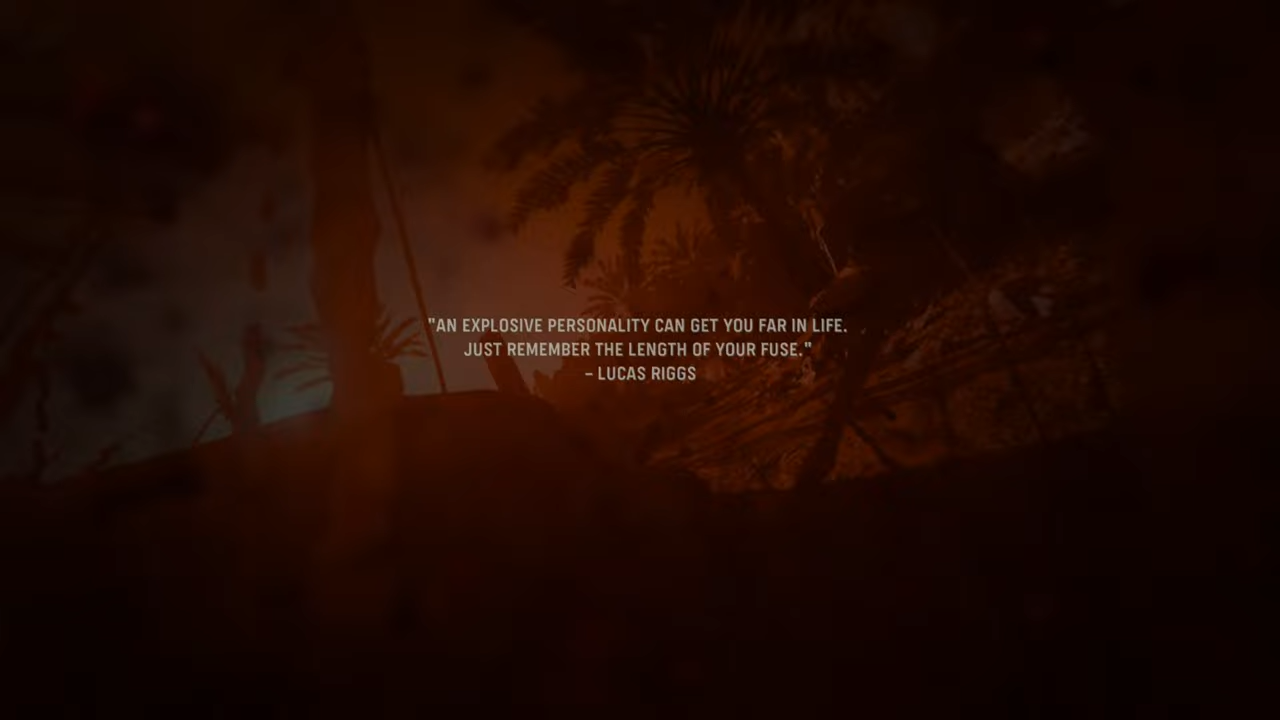 "AN EXPLOSIVE PERSONALITY CAN GET YOU FAR IN LIFE.
JUST REMEMBER THE LENGTH OF YOUR FUSE."
– LUCAS RIGGS